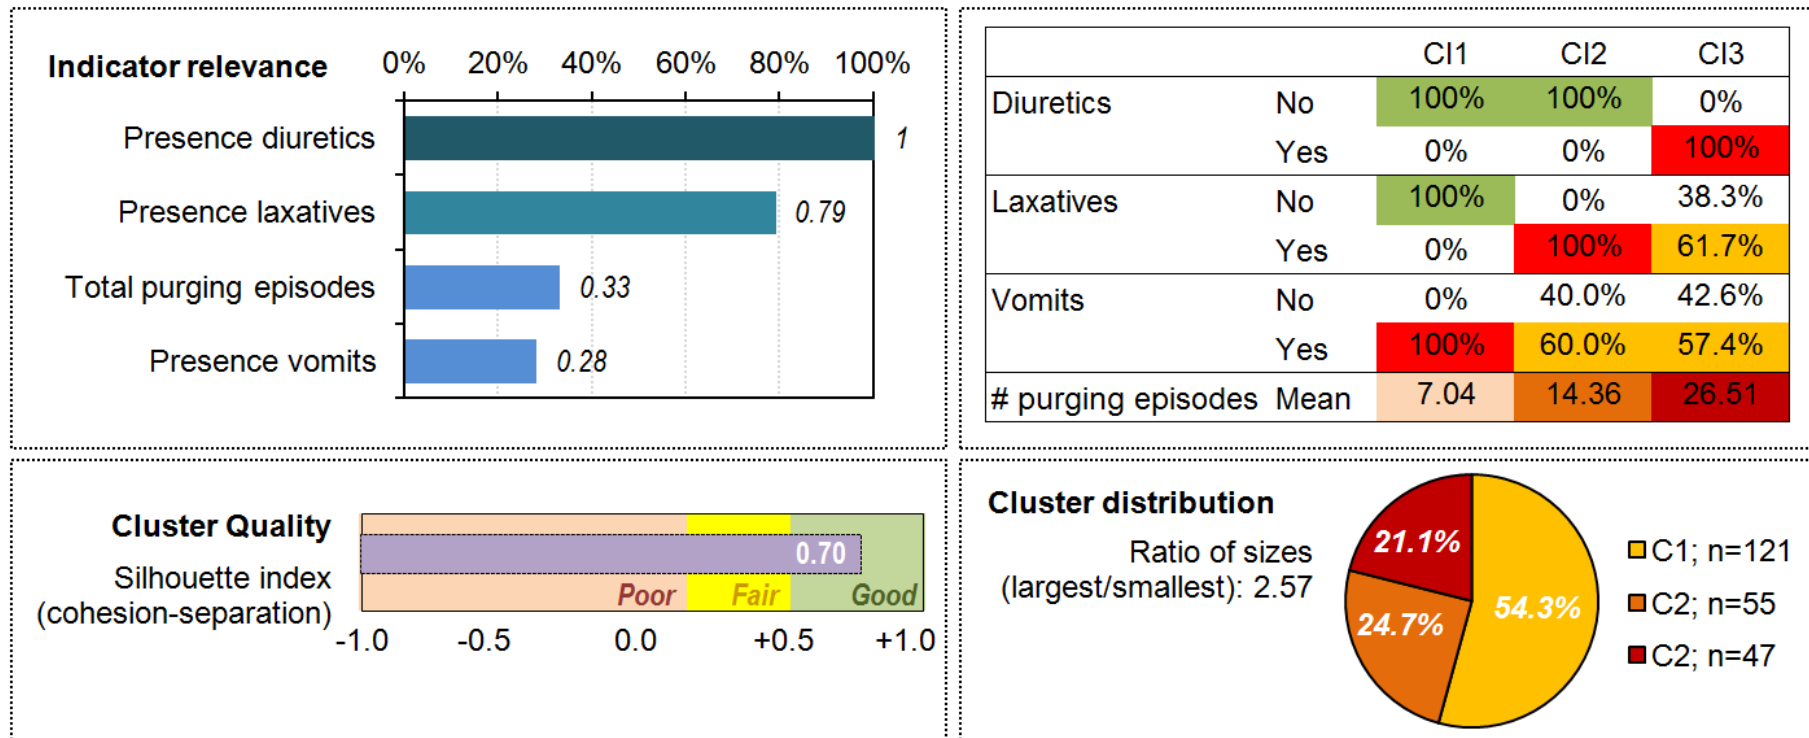 Indicator relevance 0% 20% 40% 60% 80% 100%
Presence diuretics 1
Presence laxatives 0.79
Total purging episodes 0.33
Presence vomits 0.28
CI1 CI2 CI3
Diuretics No 100% 100% 0%
Yes 0% 0% 100%
Laxatives No 100% 0% 38.3%
Yes 0% 100% 61.7%
Vomits No 0% 40.0% 42.6%
Yes 100% 60.0% 57.4%
# purging episodes Mean 7.04 14.36 26.51
Cluster Quality
Silhouette index
(cohesion-separation)
0.70
Poor Fair Good
-1.0 -0.5 0.0 +0.5 +1.0
Cluster distribution
Ratio of sizes
(largest/smallest): 2.57
21.1%
24.7%
54.3%
C1; n=121
C2; n=55
C2; n=47